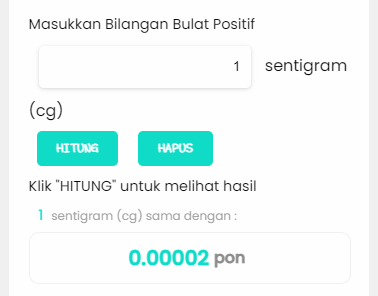 Masukkan Bilangan Bulat Positif
1 sentigram
(cg)
HITUNG HAPUS
Klik "HITUNG" untuk melihat hasil
1 sentigram (cg) sama dengan :
0.00002 pon